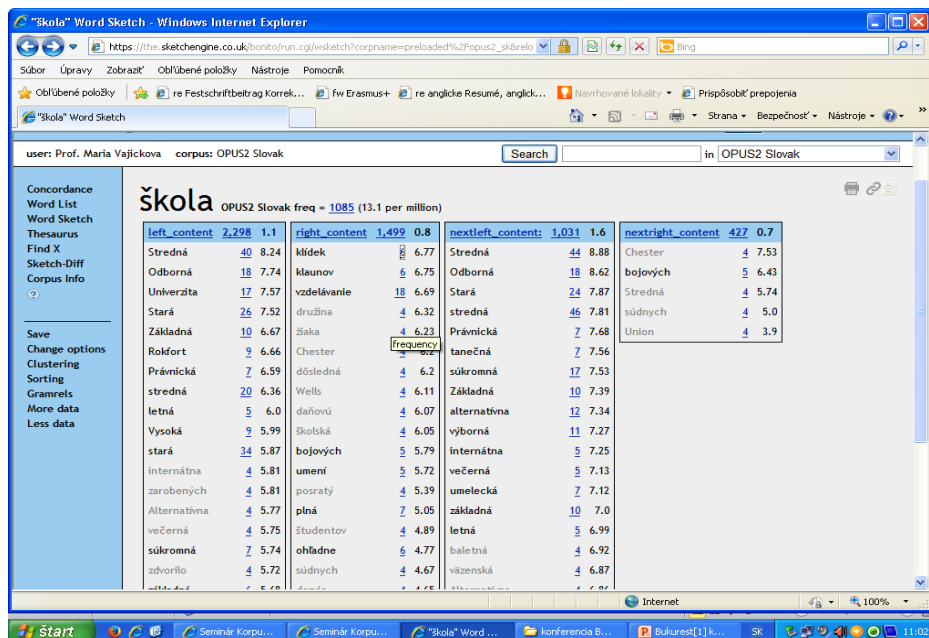 "škola" Word Sketch - Windows Internet Explorer
https://the.sketchengine.co.uk/bonito/run.cgi/wsketch?corpname=preloaded%2Fopus2_sk&relo
Bing
Súbor Úpravy Zobraziť Obľúbené položky Nástroje Pomocník
Obľúbené položky re Festschriftbeitrag Korrek... fw Erasmus+ re anglicke Resumé, anglick... Navrhované lokality Prispôsobiť prepojenia
"škola" Word Sketch Strana Bezpečnosť Nástroje »
user: Prof. Maria Vajickova corpus: OPUS2 Slovak Search in OPUS2 Slovak
Concordance
Word List
Word Sketch
Thesaurus
Find X
Sketch-Diff
Corpus Info
?
Save
Change options
Clustering
Sorting
Gramrels
More data
Less data
škola OPUS2 Slovak freq = 1085 (13.1 per million)
left_content 2,298 1.1
Stredná 40 8.24
Odborná 18 7.74
Univerzita 17 7.57
Stará 26 7.52
Základná 10 6.67
Rokfort 9 6.66
Právnická 7 6.59
stredná 20 6.36
letná 5 6.0
Vysoká 9 5.99
stará 34 5.87
internátna 4 5.81
zarobených 4 5.81
Alternatívna 4 5.77
večerná 4 5.75
súkromná 7 5.74
zdvorilo 4 5.72
right_content 1,499 0.8
klídek 6 6.77
klaunov 6 6.75
vzdelávanie 18 6.69
družina 4 6.32
žiaka 4 6.23
frequency
Chester
dôsledná 4 6.2
Wells 4 6.11
daňovú 4 6.07
školská 4 6.05
bojových 5 5.79
umení 5 5.72
posratý 4 5.39
plná 7 5.05
študentov 4 4.89
ohľadne 6 4.77
súdnych 4 4.67
nextleft_content: 1,031 1.6
Stredná 44 8.88
Odborná 18 8.62
Stará 24 7.87
stredná 46 7.81
Právnická 7 7.68
tanečná 7 7.56
súkromná 17 7.53
Základná 10 7.39
alternatívna 12 7.34
výborná 11 7.27
internátna 5 7.25
večerná 5 7.13
umelecká 7 7.12
základná 10 7.0
letná 5 6.99
baletná 4 6.92
väzenská 4 6.87
nextright_content 427 0.7
Chester 4 7.53
bojových 5 6.43
Stredná 4 5.74
súdnych 4 5.0
Union 4 3.9
Internet 100%
štart Seminár Korpu... Seminár Korpu... "škola" Word ... konferencia B... Bukurest[1] k... SK 11:02